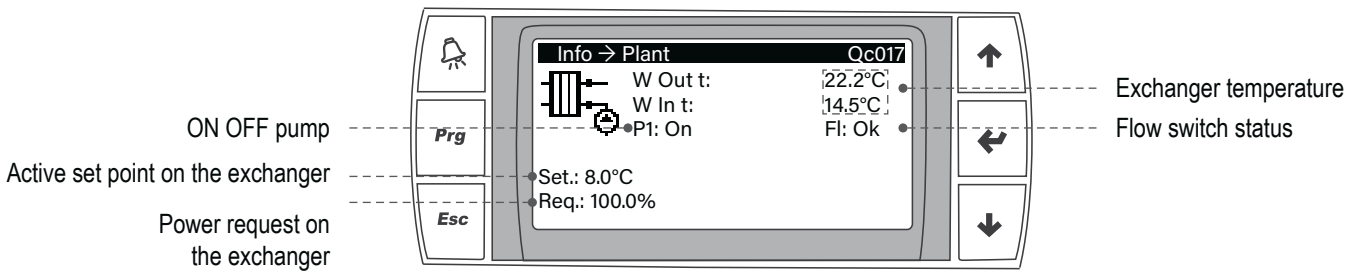 Info → Plant Qc017
W Out t: 22.2°C
W In t: 14.5°C
P1: On Fl: Ok
Set.: 8.0°C
Req.: 100.0%
Prg
Esc
ON OFF pump
Active set point on the exchanger
Power request on
the exchanger
Exchanger temperature
Flow switch status